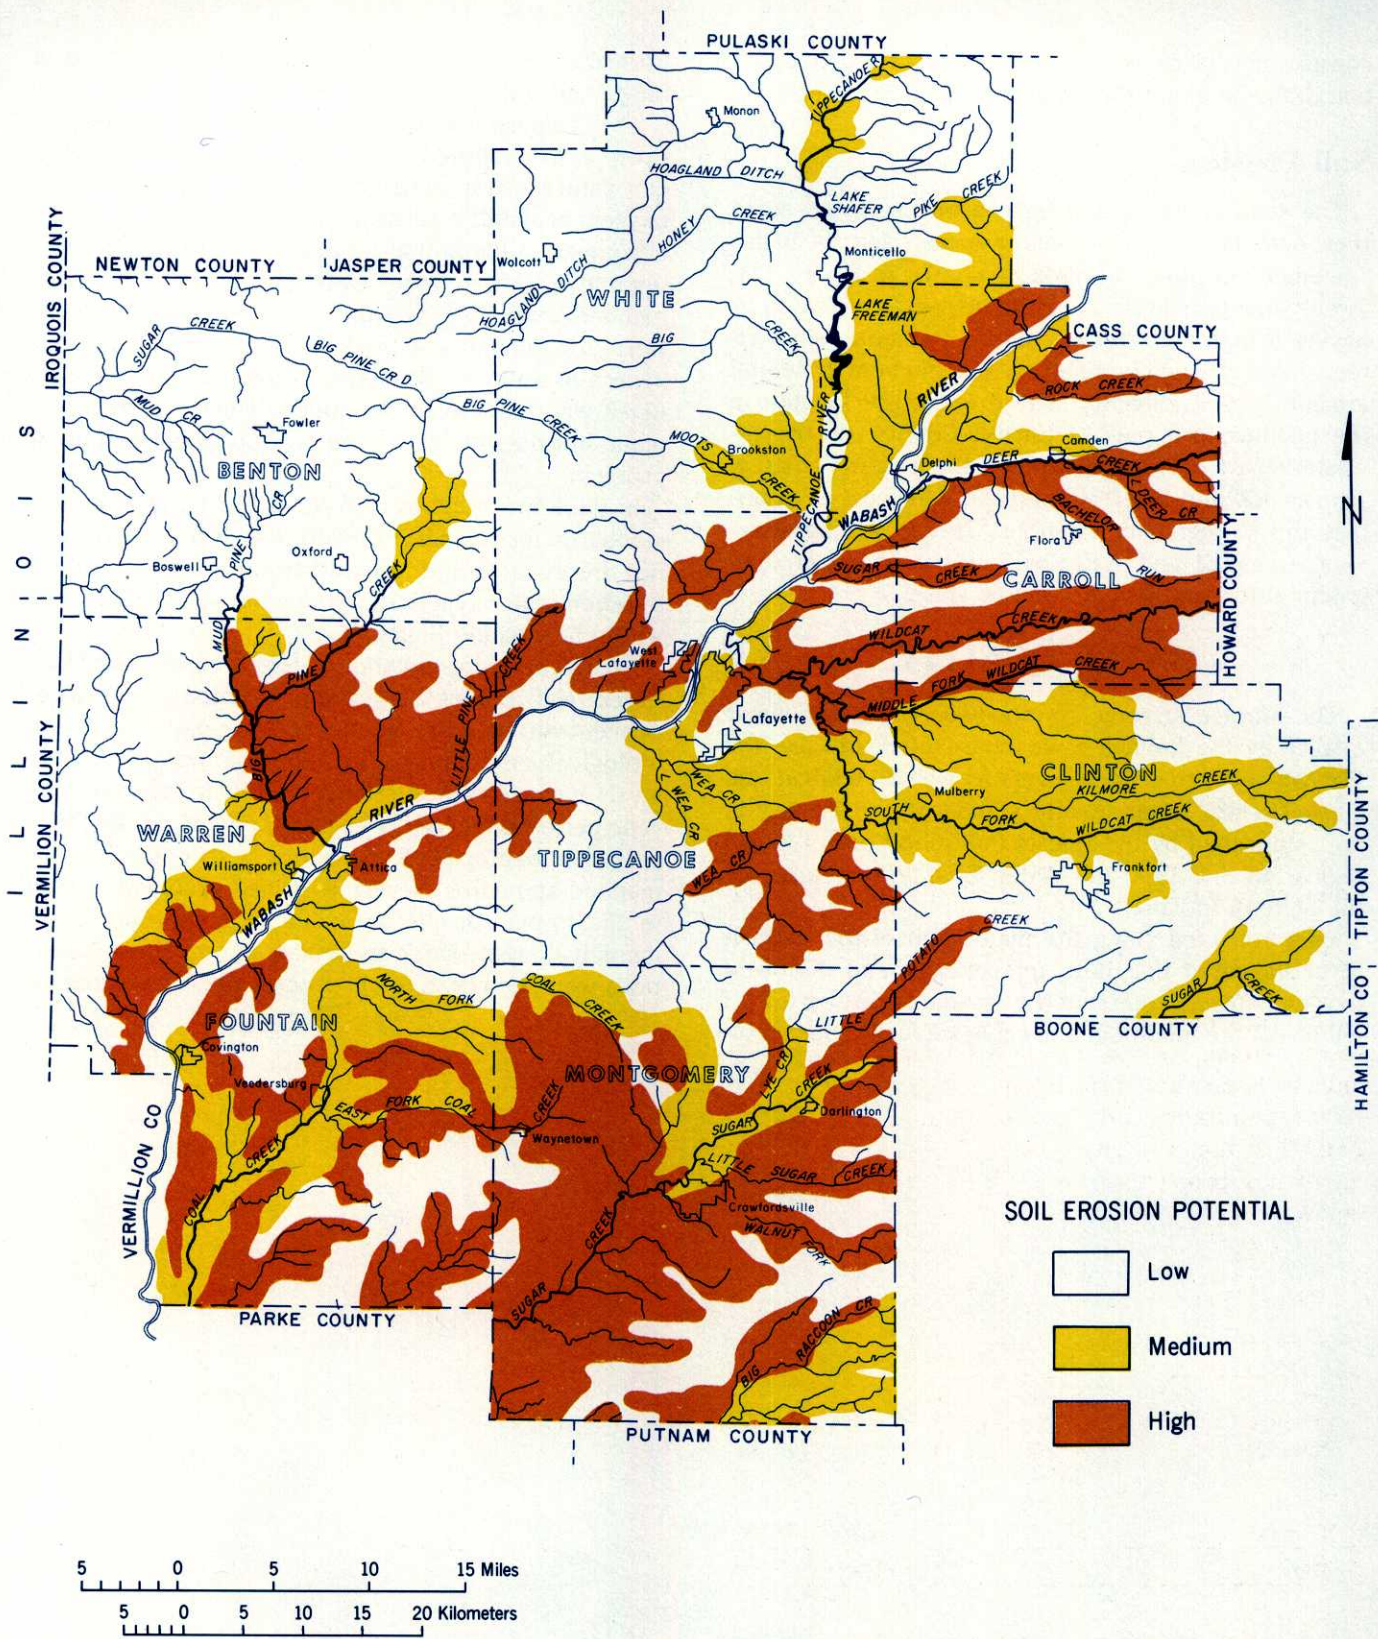 PULASKI COUNTY
TIPPECANOE R
Monon
HOAGLAND DITCH
LAKE
SHAFER
PIKE CREEK
HONEY CREEK
IROQUOIS COUNTY
NEWTON COUNTY
JASPER COUNTY
Wolcott
Monticello
HOAGLAND DITCH
WHITE
LAKE
FREEMAN
SUGAR CREEK
BIG PINE CR D
BIG CREEK
CASS COUNTY
RIVER
ROCK CREEK
MUD CR
Fowler
BIG PINE CREEK
MOOTS CREEK
Brookston
TIPPECANOE RIVER
Camden
BENTON
Delphi
DEER CREEK
L DEER CR
BACHELOR RUN
WABASH
ILLINOIS
PINE CR
Boswell
Oxford
CREEK
TIPPECANOE
Flora
SUGAR CREEK
CARROLL
HOWARD COUNTY
MUD
PINE
CREEK
West
Lafayette
WILDCAT CREEK
MIDDLE FORK WILDCAT CREEK
VERMILION COUNTY
BIG
LITTLE PINE
Lafayette
CLINTON
KILMORE CREEK
WEA CR
L WEA CR
Mulberry
SOUTH FORK WILDCAT CREEK
RIVER
WARREN
TIPPECANOE
WEA CR
Williamsport
Attica
Frankfort
TIPTON COUNTY
WABASH
LITTLE POTATO CREEK
NORTH FORK
COAL CREEK
SUGAR CREEK
HAMILTON CO
BOONE COUNTY
FOUNTAIN
Covington
MONTGOMERY
LYE CR
SUGAR CREEK
Veedersburg
EAST FORK COAL CREEK
Darlington
Waynetown
VERMILLION CO
COAL CREEK
LITTLE SUGAR CREEK
Crawfordsville
WALNUT FORK
SUGAR CREEK
BIG RACCOON CR
PARKE COUNTY
PUTNAM COUNTY
N
SOIL EROSION POTENTIAL
Low
Medium
High
5 0 5 10 15 Miles
5 0 5 10 15 20 Kilometers